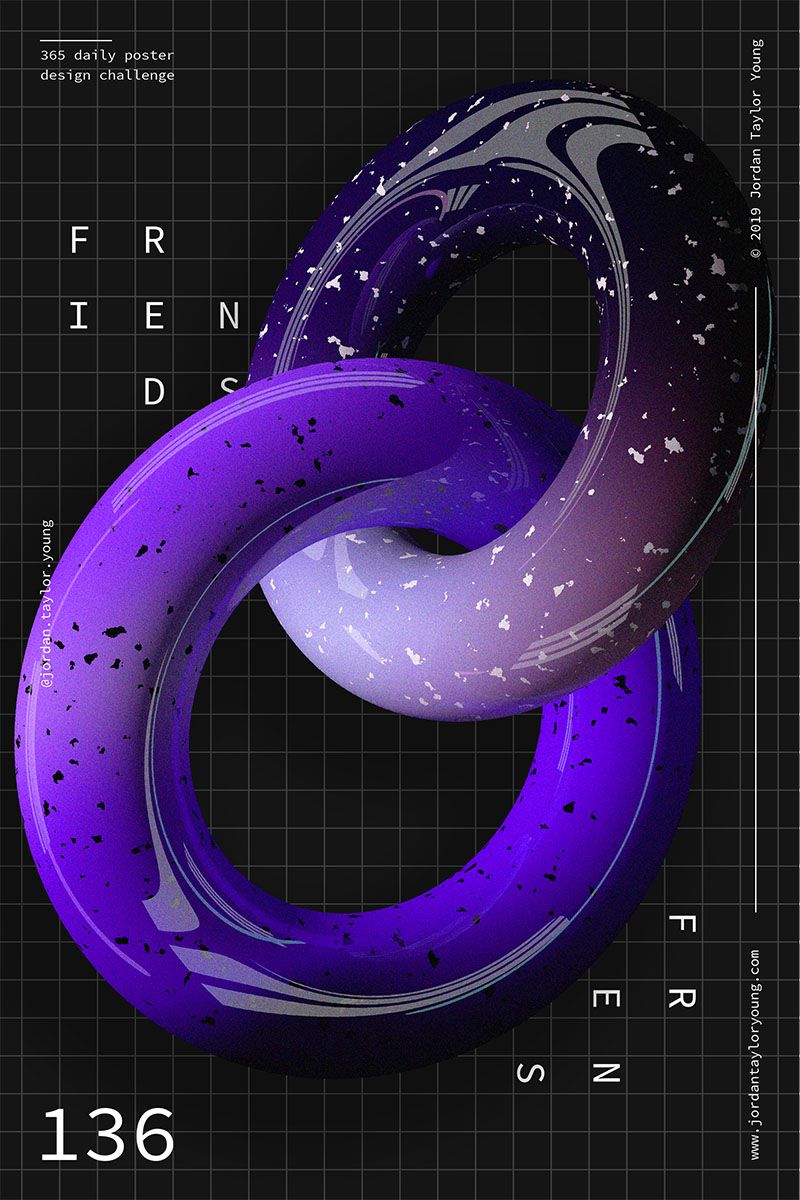 365 daily poster
design challenge
© 2019 Jordan Taylor Young
F R
I E N
D S
@jordan.taylor.young
F R
E N
S
www.jordantayloryoung.com
136